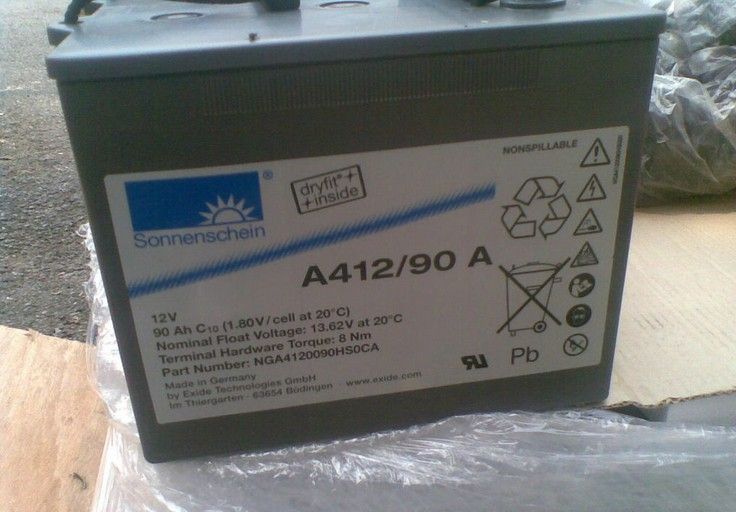 NONSPILLABLE
®
Sonnenschein
dryfit®
+ inside +
A412/90 A
12V
90 Ah C10 (1.80V/cell at 20°C)
Nominal Float Voltage: 13.62V at 20°C
Terminal Hardware Torque: 8 Nm
Part Number: NGA4120090HS0CA
Made in Germany
by Exide Technologies GmbH
Im Thiergarten · 63654 Büdingen · www.exide.com
Pb